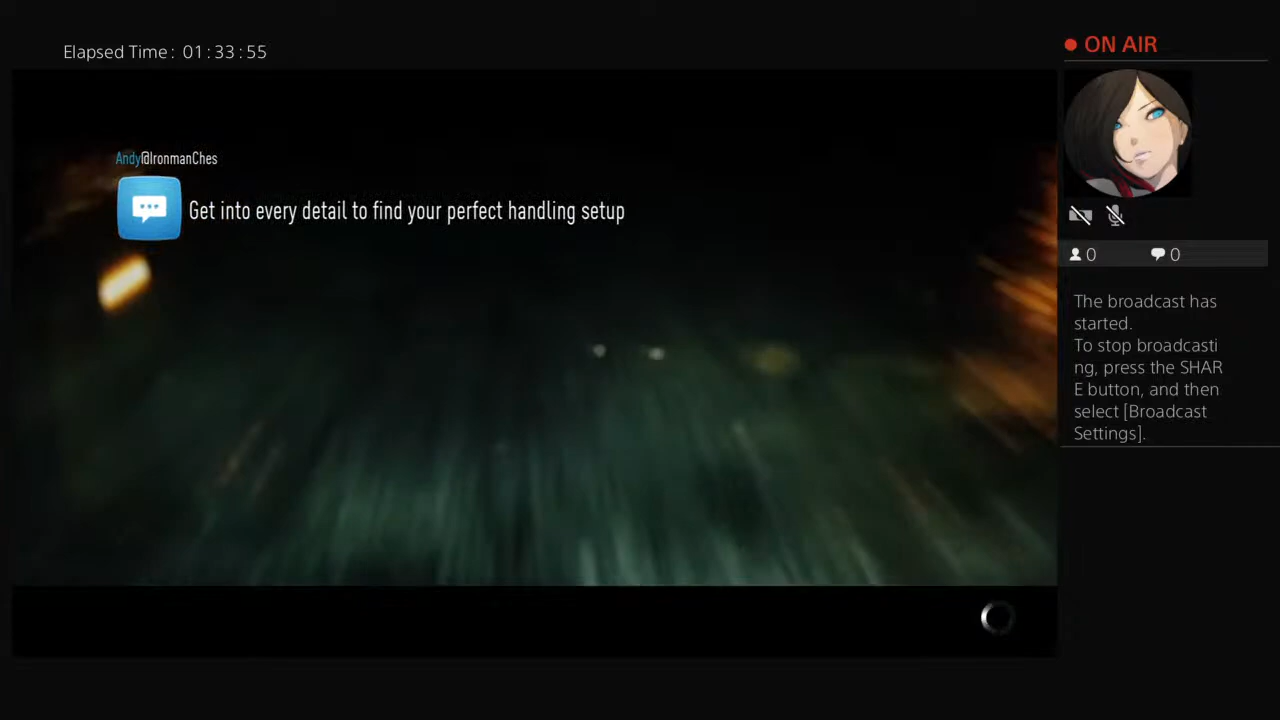 Elapsed Time: 01:33:55
ON AIR
Andy@IronmanChes
Get into every detail to find your perfect handling setup
0 0
The broadcast has
started.
To stop broadcasti
ng, press the SHAR
E button, and then
select [Broadcast
Settings].